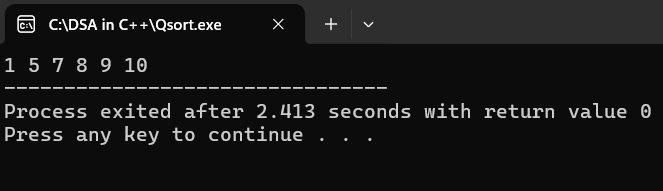 C:\DSA in C++\Qsort.exe
1 5 7 8 9 10
--------------------------------
Process exited after 2.413 seconds with return value 0
Press any key to continue . . .